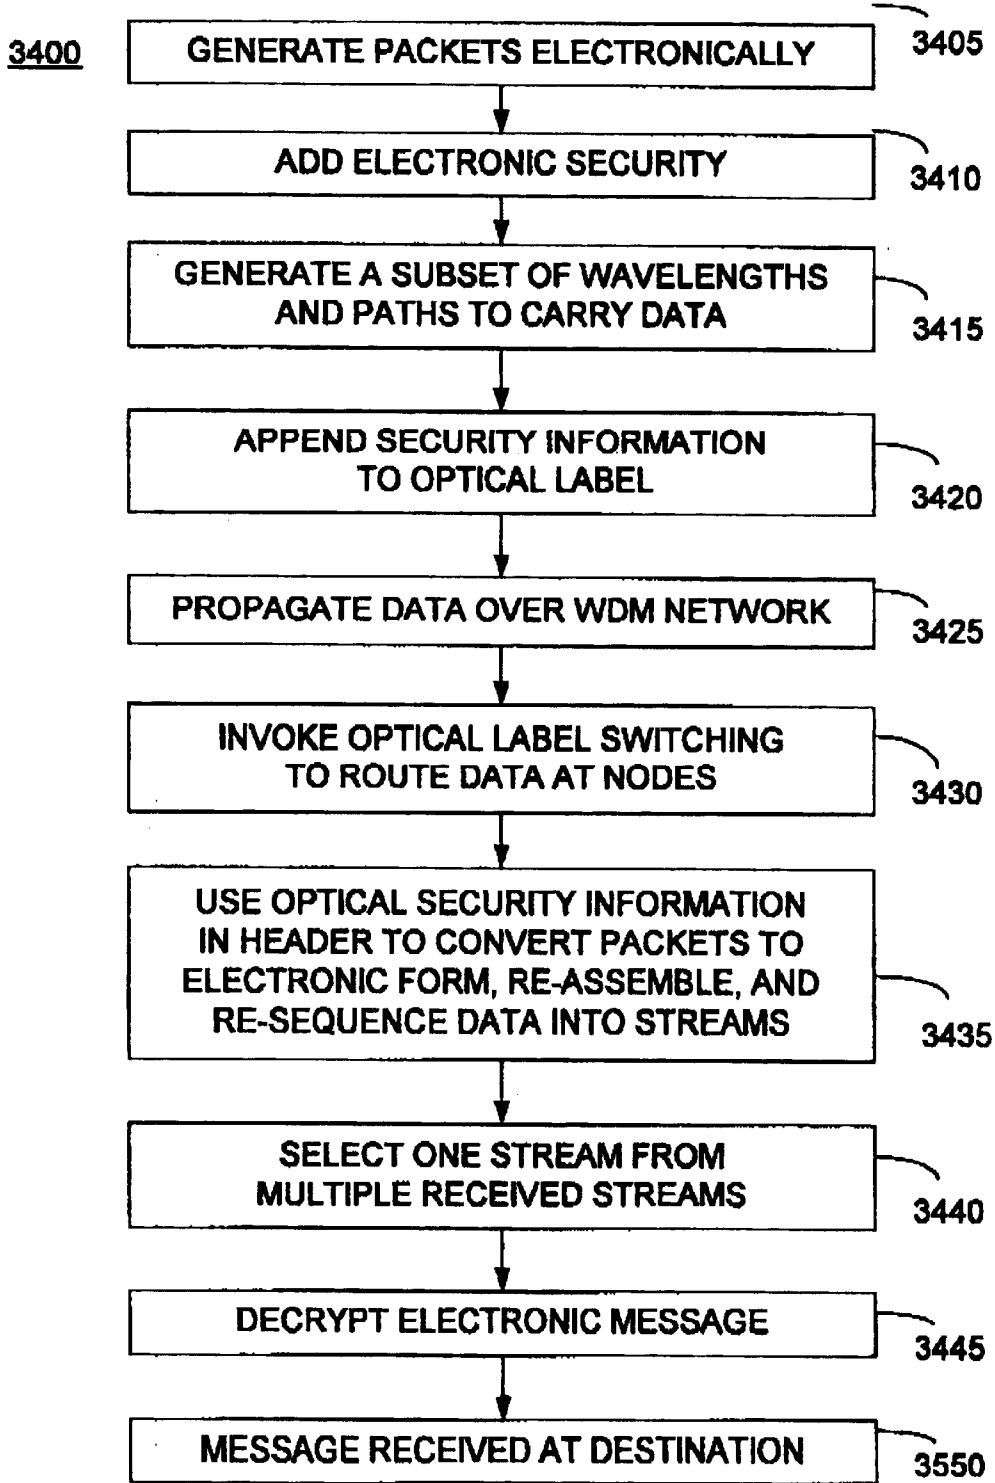 3400
GENERATE PACKETS ELECTRONICALLY
3405
ADD ELECTRONIC SECURITY
3410
GENERATE A SUBSET OF WAVELENGTHS
AND PATHS TO CARRY DATA
3415
APPEND SECURITY INFORMATION
TO OPTICAL LABEL
3420
PROPAGATE DATA OVER WDM NETWORK
3425
INVOKE OPTICAL LABEL SWITCHING
TO ROUTE DATA AT NODES
3430
USE OPTICAL SECURITY INFORMATION
IN HEADER TO CONVERT PACKETS TO
ELECTRONIC FORM, RE-ASSEMBLE, AND
RE-SEQUENCE DATA INTO STREAMS
3435
SELECT ONE STREAM FROM
MULTIPLE RECEIVED STREAMS
3440
DECRYPT ELECTRONIC MESSAGE
3445
MESSAGE RECEIVED AT DESTINATION
3550